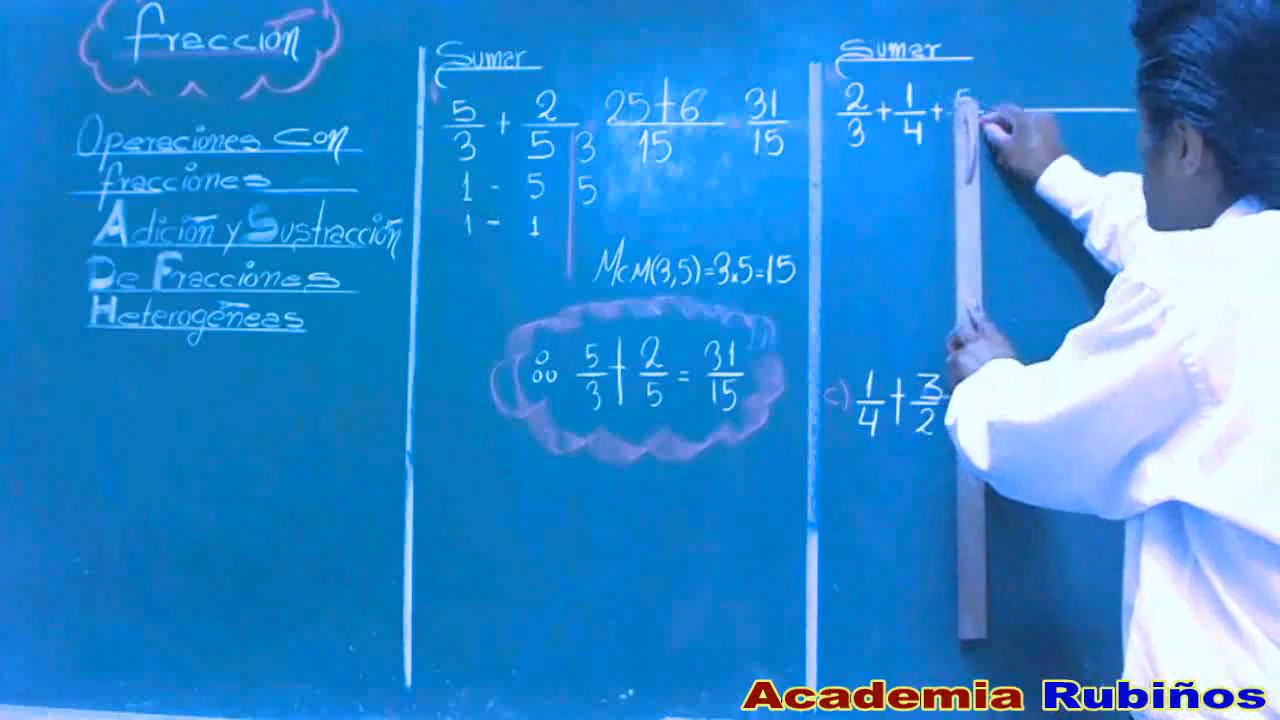 fracción
Operaciones con
fracciones
Adición y Sustracción
De Fracciones
Heterogéneas
Sumar
5/3 + 2/5 | 3 25+6/15 31/15
1 - 5 | 5
1 - 1
McM(3,5)=3.5=15
∴ 5/3 + 2/5 = 31/15
Sumar
2/3 + 1/4 +
c) 1/4 + 3/2
Academia Rubiños